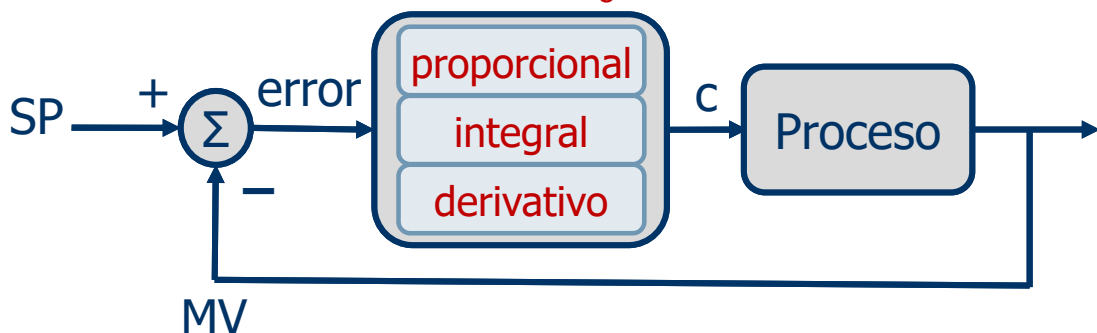 proporcional
SP
+
Σ
error
integral
c
Proceso
−
derivativo
MV